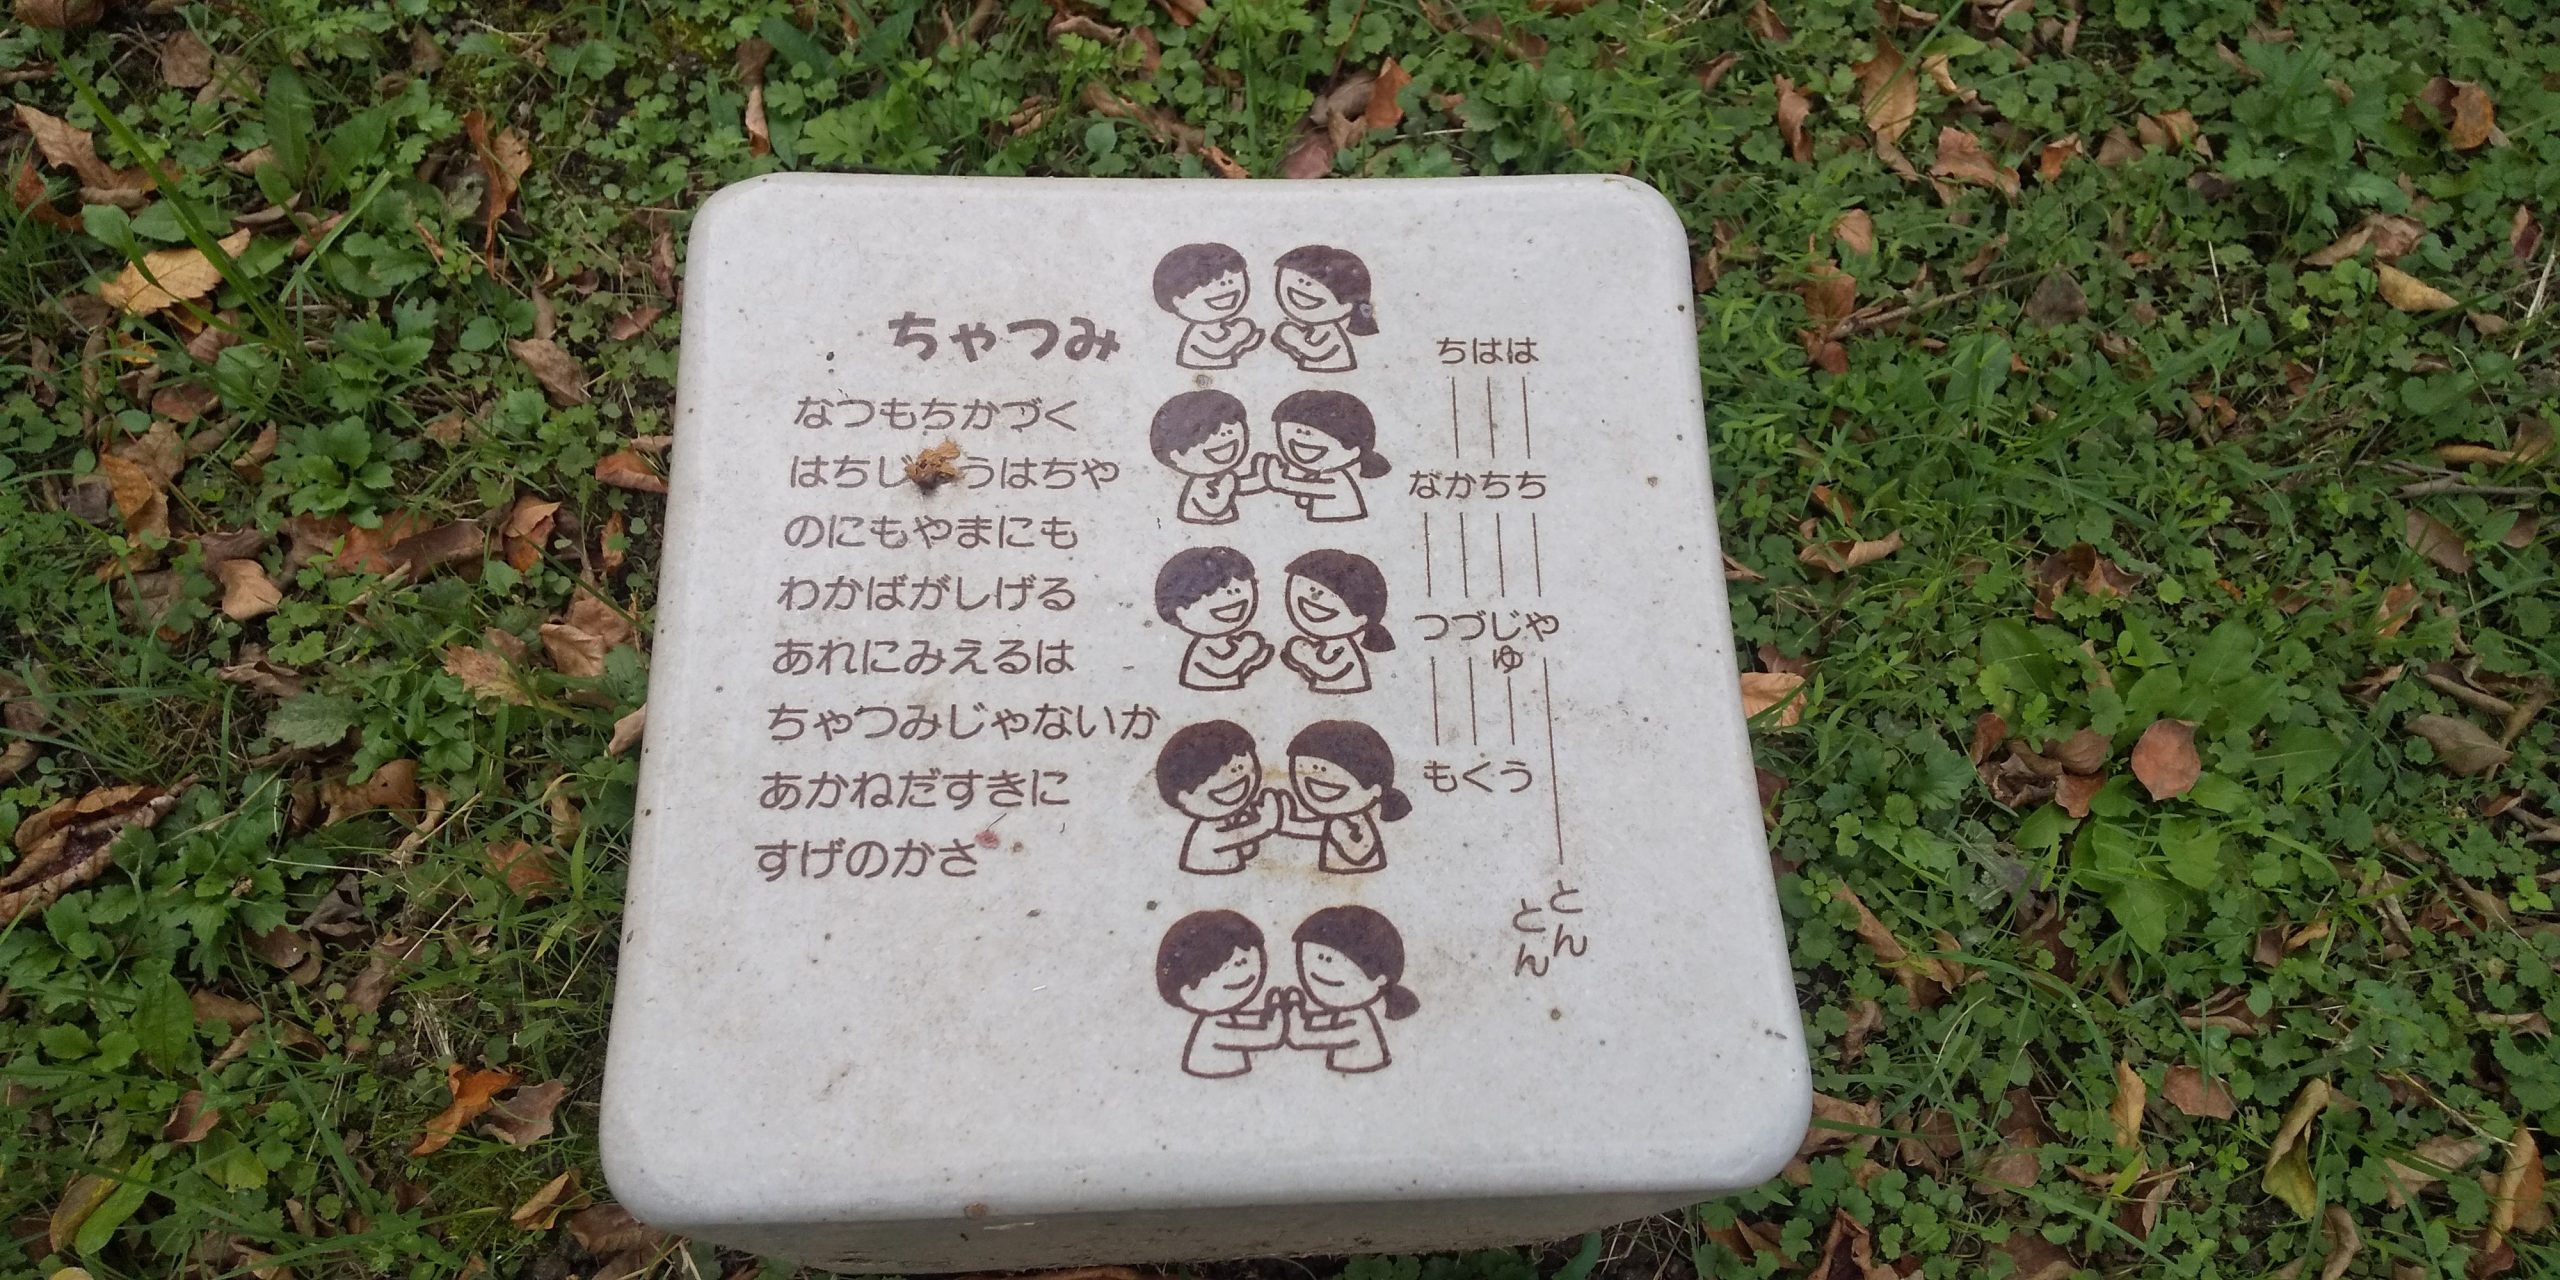 ちゃつみ
なつもちかづく
はちじゅうはちや
のにもやまにも
わかばがしげる
あれにみえるは
ちゃつみじゃないか
あかねだすきに
すげのかさ
ちはは
なかちち
つづじや
ゅ
もくう
とん
とん